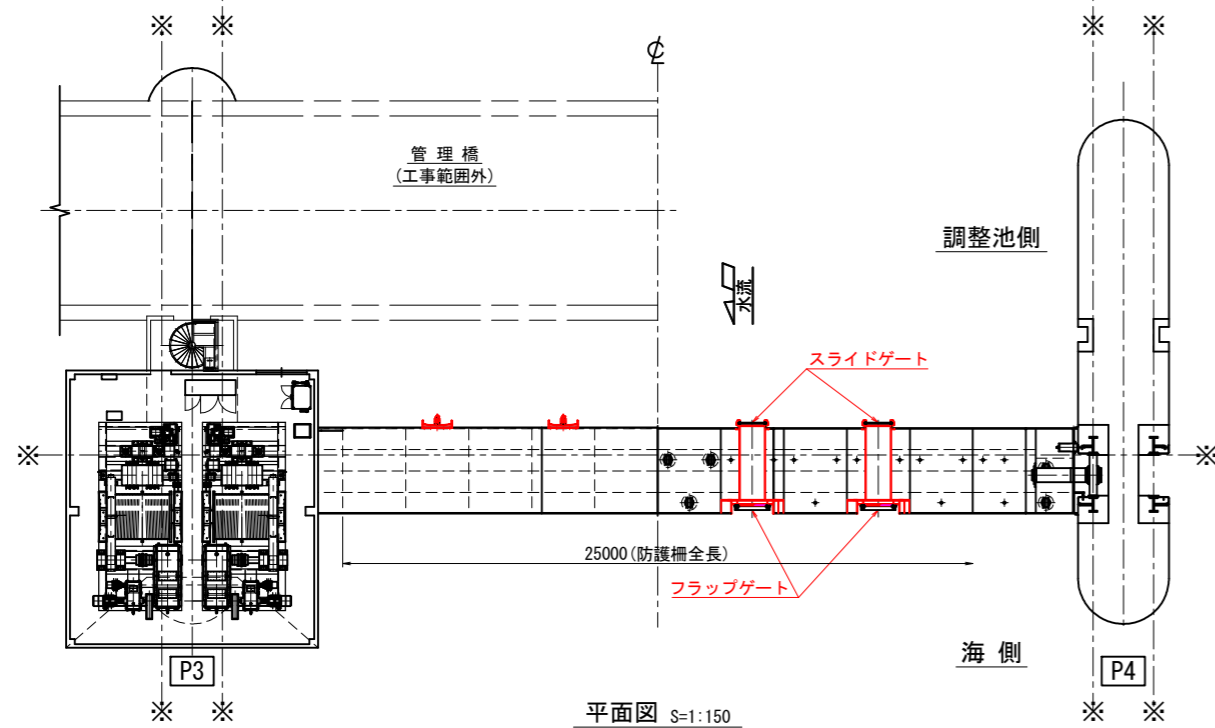 ※ ※ ※ ※
℄
管 理 橋
(工事範囲外)
調整池側
水流
スライドゲート
※ ※
25000(防護柵全長)
フラップゲート
海 側
P3 P4
※ ※ ※ ※
平面図 S=1:150